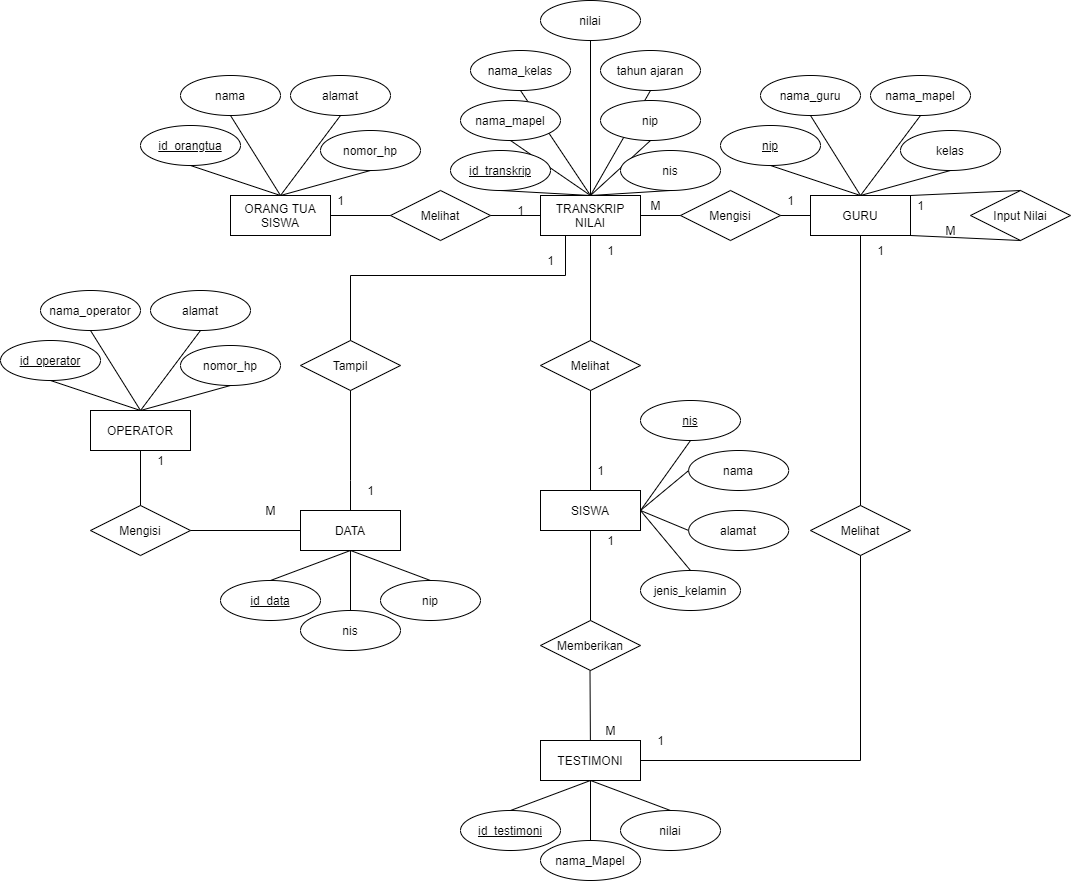 nilai
nama_kelas
tahun ajaran
nama
alamat
nama_guru
nama_mapel
nama_mapel
nip
id_orangtua
nomor_hp
nip
kelas
id_transkrip
nis
ORANG TUA
SISWA
1
Melihat
1
TRANSKRIP
NILAI
M
Mengisi
1
GURU
1
M
Input Nilai
1
1
1
nama_operator
alamat
id_operator
nomor_hp
Tampil
Melihat
OPERATOR
nis
1
nama
1
1
M
DATA
SISWA
alamat
Mengisi
Melihat
1
id_data
nip
nis
jenis_kelamin
Memberikan
M
1
TESTIMONI
id_testimoni
nilai
nama_Mapel